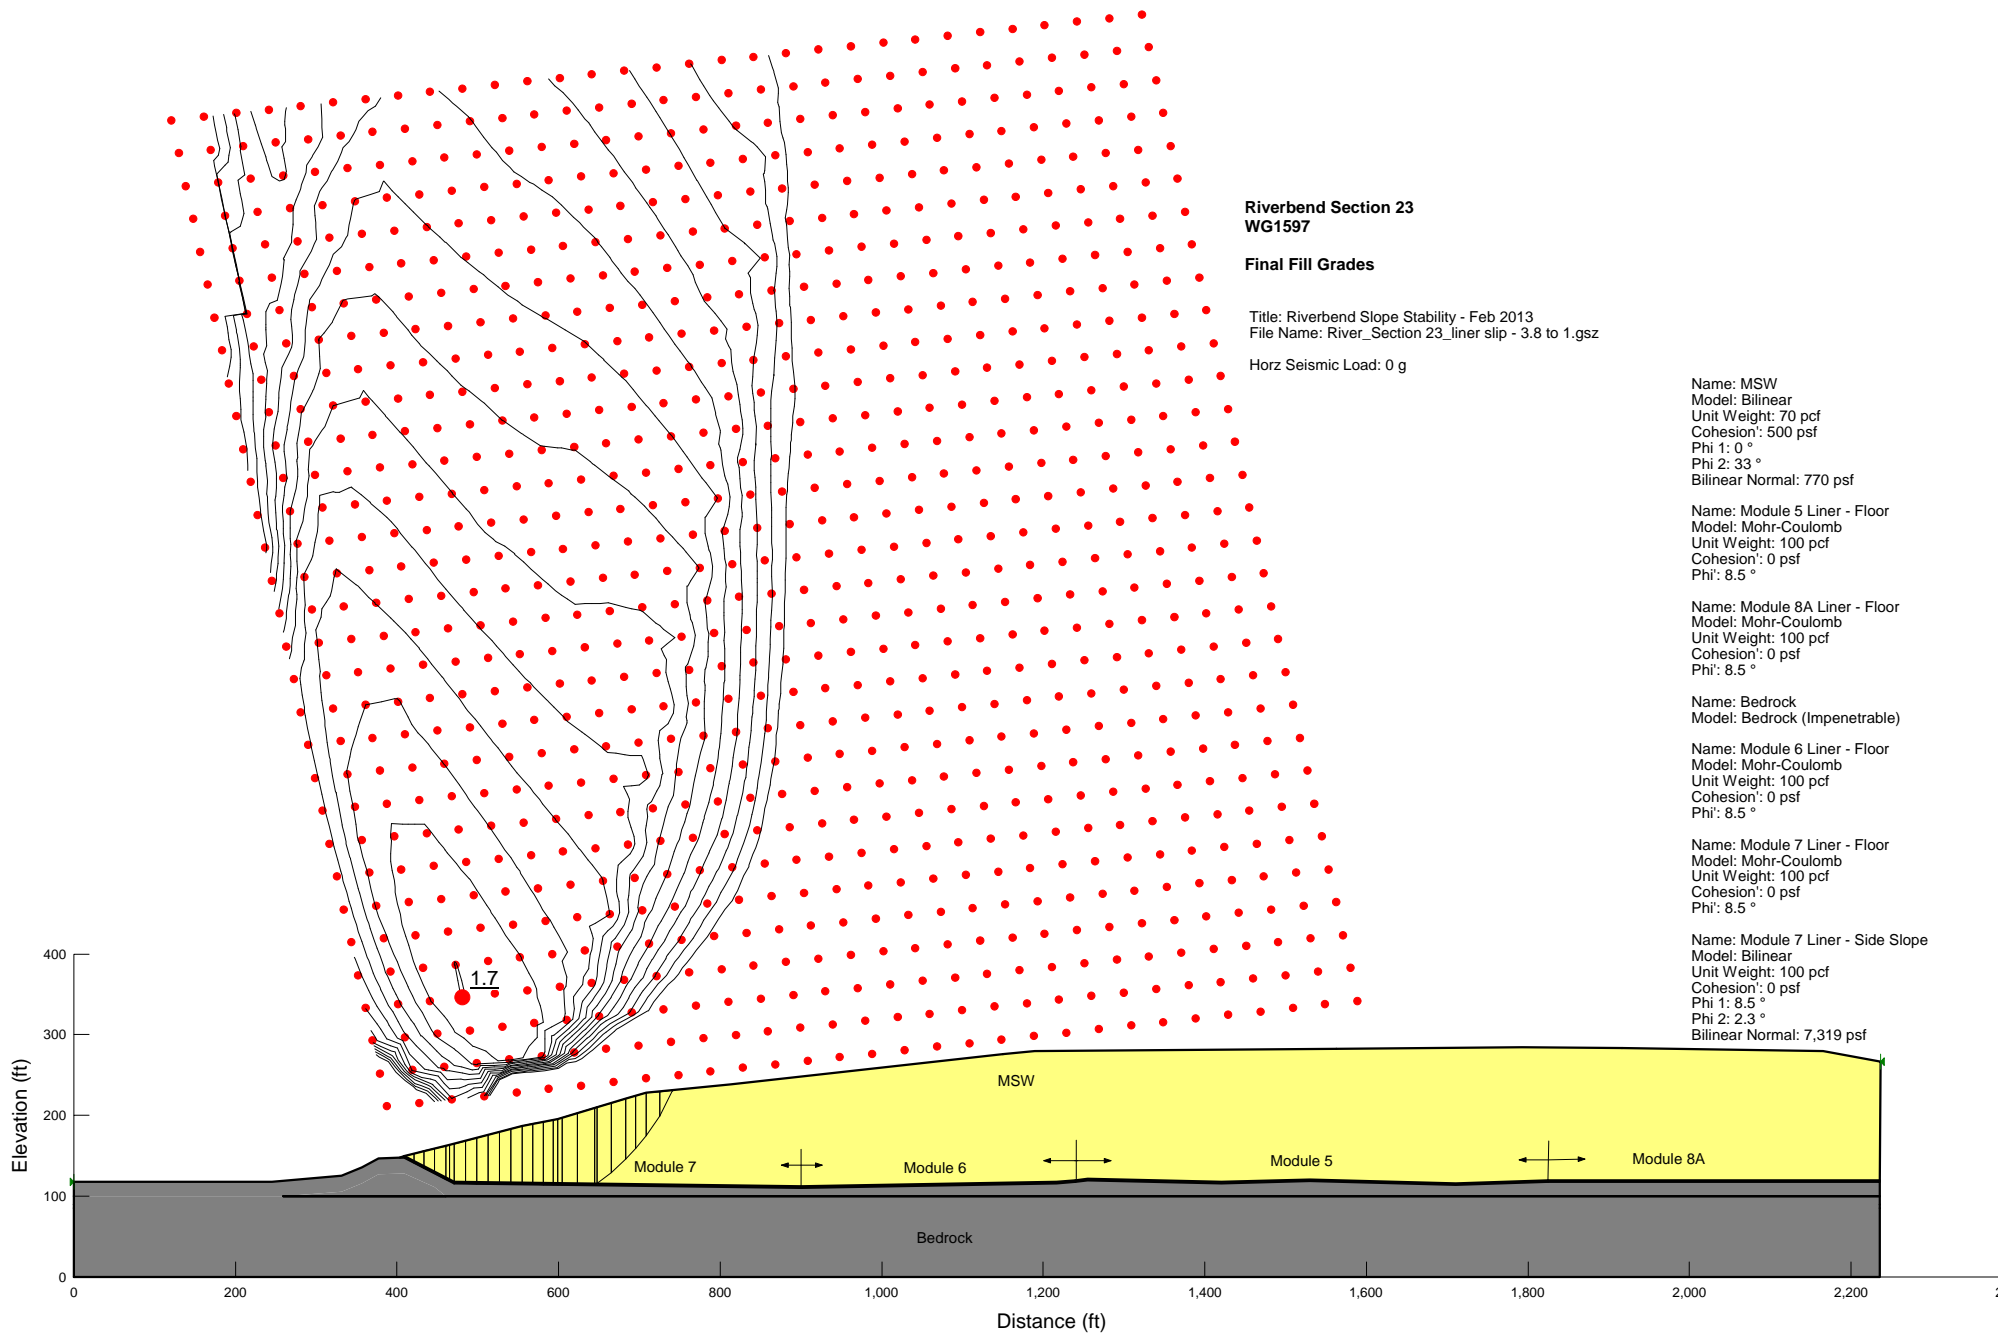 Riverbend Section 23
WG1597
Final Fill Grades
Title: Riverbend Slope Stability - Feb 2013
File Name: River_Section 23_liner slip - 3.8 to 1.gsz
Horz Seismic Load: 0 g
Name: MSW
Model: Bilinear
Unit Weight: 70 pcf
Cohesion': 500 psf
Phi 1: 0 °
Phi 2: 33 °
Bilinear Normal: 770 psf
Name: Module 5 Liner - Floor
Model: Mohr-Coulomb
Unit Weight: 100 pcf
Cohesion': 0 psf
Phi': 8.5 °
Name: Module 8A Liner - Floor
Model: Mohr-Coulomb
Unit Weight: 100 pcf
Cohesion': 0 psf
Phi': 8.5 °
Name: Bedrock
Model: Bedrock (Impenetrable)
Name: Module 6 Liner - Floor
Model: Mohr-Coulomb
Unit Weight: 100 pcf
Cohesion': 0 psf
Phi': 8.5 °
Name: Module 7 Liner - Floor
Model: Mohr-Coulomb
Unit Weight: 100 pcf
Cohesion': 0 psf
Phi': 8.5 °
Name: Module 7 Liner - Side Slope
Model: Bilinear
Unit Weight: 100 pcf
Cohesion': 0 psf
Phi 1: 8.5 °
Phi 2: 2.3 °
Bilinear Normal: 7,319 psf
1.7
400
300
200
100
0
Elevation (ft)
MSW
Module 7
Module 6
Module 5
Module 8A
Bedrock
0 200 400 600 800 1,000 1,200 1,400 1,600 1,800 2,000 2,200
Distance (ft)